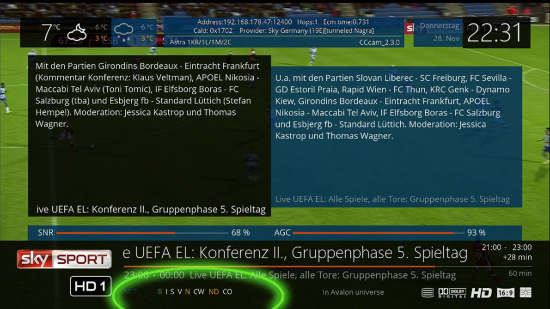 7°C
6 °C
3 °C
6 °C
3 °C
Address:192.168.178.47:12400 Hops:1 Ecm time:0.731
CaId: 0x1702 Provider: Sky Germany (19E)[tunneled Nagra]
Astra 1KR/1L/1M/2C
CCcam_2.3.0
sky SPORT HD 1
Donnerstag
28. Nov
22:31
Mit den Partien Girondins Bordeaux - Eintracht Frankfurt
(Kommentar Konferenz: Klaus Veltman), APOEL Nikosia -
Maccabi Tel Aviv (Toni Tomic), IF Elfsborg Boras - FC
Salzburg (tba) und Esbjerg fb - Standard Lüttich (Stefan
Hempel). Moderation: Jessica Kastrop und Thomas
Wagner.
ive UEFA EL: Konferenz II., Gruppenphase 5. Spieltag
U.a. mit den Partien Slovan Liberec - SC Freiburg, FC Sevilla -
GD Estoril Praia, Rapid Wien - FC Thun, KRC Genk - Dynamo
Kiew, Girondins Bordeaux - Eintracht Frankfurt, APOEL
Nikosia - Maccabi Tel Aviv, IF Elfsborg Boras - FC Salzburg
und Esbjerg fb - Standard Lüttich. Moderation: Jessica
Kastrop und Thomas Wagner.
Live UEFA EL: Alle Spiele, alle Tore: Gruppenphase 5. Spieltag
SNR 68 %
AGC 93 %
sky SPORT
HD 1
e UEFA EL: Konferenz II., Gruppenphase 5. Spieltag
21:00 - 23:00
+28 min
23:00 - 00:00 Live UEFA EL: Alle Spiele, alle Tore: Gruppenphase 5. Spieltag
60 min
B I S V N CW ND CO
In Avalon universe
DOLBY DIGITAL
HD
16:9